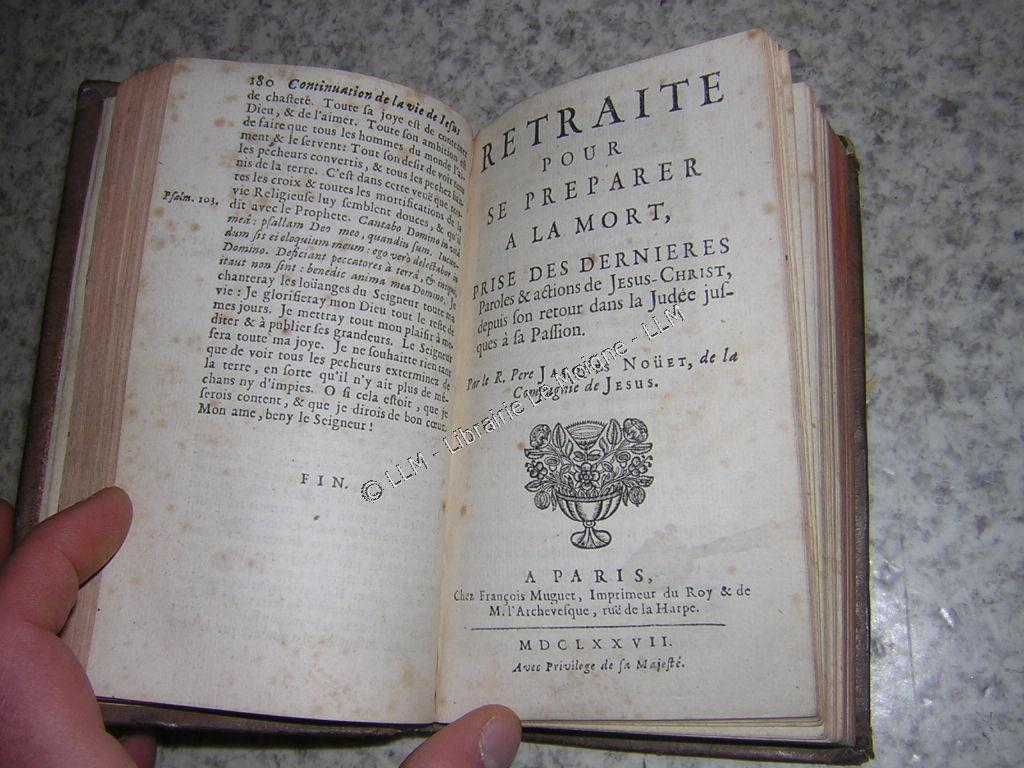 180 Continuation de la vie de Iesus
de chasteté. Toute sa joye est de
Dieu, & de l'aimer. Toute son ambition est
de faire que tous les hommes du monde l'ai-
ment & le servent: Tout son desir de voir tous
les pecheurs convertis, & tous les pechez
nis de la terre. C'est dans cette veuë que tou-
tes les croix & toutes les mortifications de la
vie Religieuse luy semblent douces, & qu'il
Psalm. 103.
dit avec le Prophete. Cantabo Domino in vitâ
meâ: psallam Deo meo, quandiu sum. Iucun-
dum sit ei eloquium meum: ego verò delectabor in
Domino. Deficiant peccatores à terrâ, & iniqui
itaut non sint: benedic anima mea Domino. Je
chanteray les loüanges du Seigneur toute ma
vie: Je glorifieray mon Dieu tout le reste de
mes jours. Je mettray tout mon plaisir à mé-
diter & à publier ses grandeurs. Le Seigneur
sera toute ma joye. Je ne souhaitte rien tant
que de voir tous les pecheurs exterminez de
la terre, en sorte qu'il n'y ait plus de mé-
chans ny d'impies. O si cela estoit, que je
serois content, & que je dirois de bon cœur.
Mon ame, beny le Seigneur!
FIN.
RETRAITE
POUR
SE PREPARER
A LA MORT,
PRISE DES DERNIERES
Paroles & actions de JESUS-CHRIST,
depuis son retour dans la Judée jus-
ques à sa Passion.
Par le R. Pere JACQUES NOÜET, de la
Compagnie de JESUS.
A PARIS,
Chez François Muguet, Imprimeur du Roy & de
M. l'Archevesque, ruë de la Harpe.
MDCLXXVII.
Avec Privilege de sa Majesté.
© LLM - Librairie Le Moigne - LLM